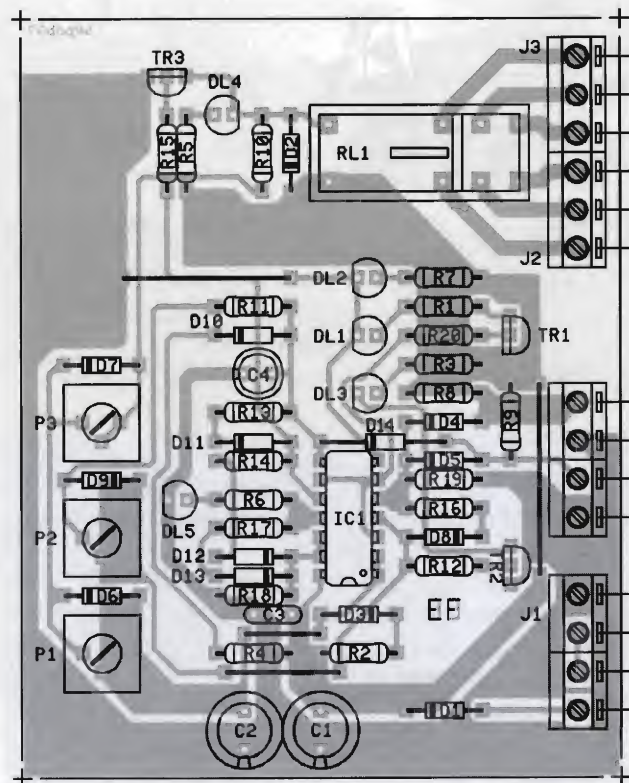 TR3
DL4
J3
R15
R5
R10
D2
RL1
J2
DL2
R7
R11
R1
D10
DL1
R20
TR1
D7
C4
R3
DL3
R8
P3
R13
D14
D4
R9
D11
D5
R14
D9
R19
R6
IC1
R16
P2
DL5
R17
D8
D12
D13
R12
TR2
D6
R18
C3
D3
EF
J1
P1
R4
R2
C2
C1
D1